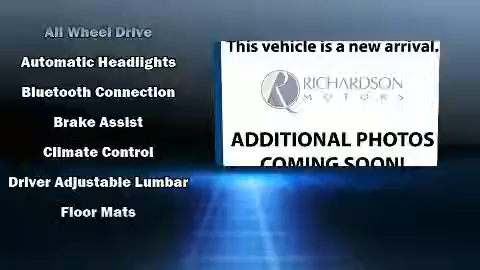 All Wheel Drive
Automatic Headlights
Bluetooth Connection
Brake Assist
Climate Control
Driver Adjustable Lumbar
Floor Mats
This vehicle is a new arrival.
RICHARDSON
MOTORS
ADDITIONAL PHOTOS
COMING SOON!